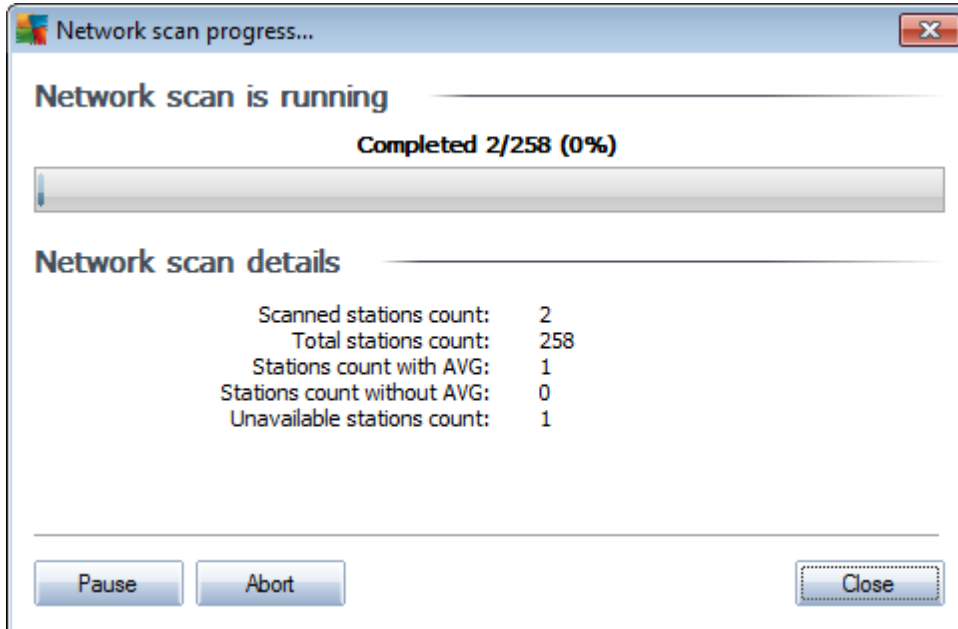 Network scan progress...
Network scan is running
Completed 2/258 (0%)
Network scan details
Scanned stations count: 2
Total stations count: 258
Stations count with AVG: 1
Stations count without AVG: 0
Unavailable stations count: 1
Pause Abort Close